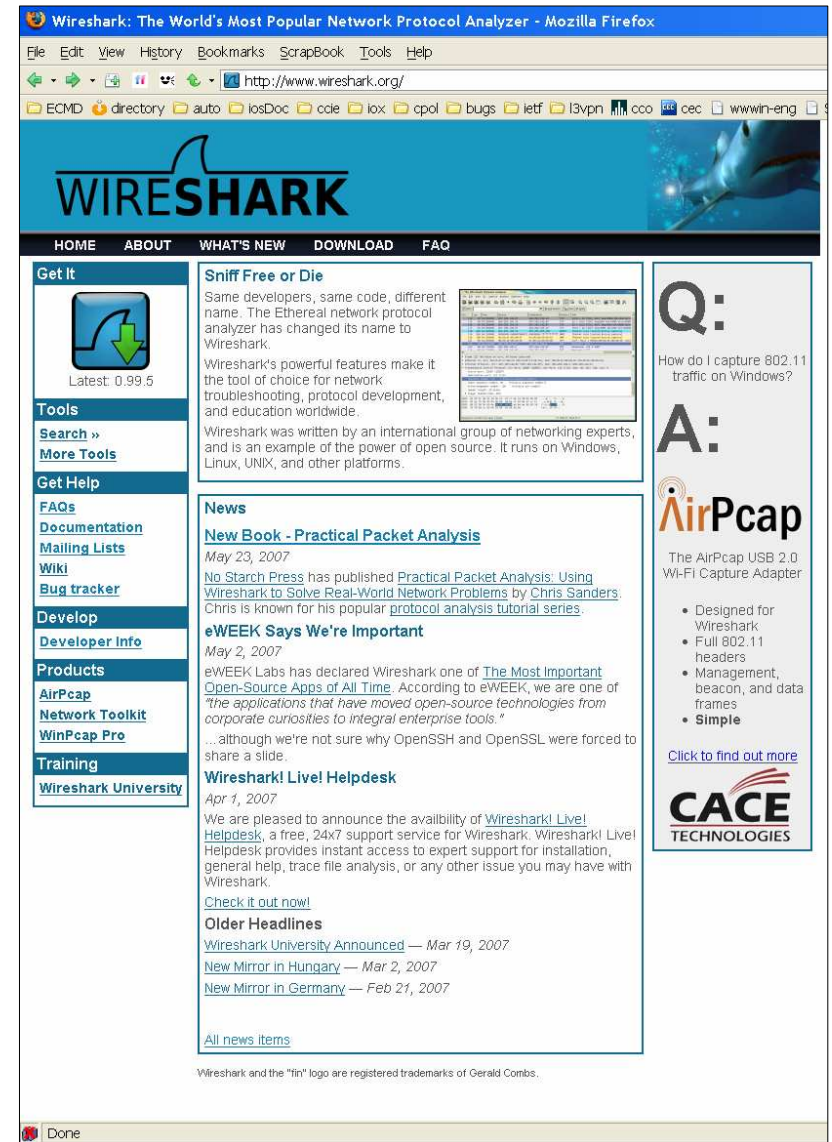 Wireshark: The World's Most Popular Network Protocol Analyzer - Mozilla Firefox
File Edit View History Bookmarks ScrapBook Tools Help
http://www.wireshark.org/
ECMD directory auto iosDoc ccie iox cpol bugs ietf l3vpn cco cec wwwin-eng
WIRESHARK
HOME ABOUT WHAT'S NEW DOWNLOAD FAQ
Get It
Latest: 0.99.5
Tools
Search »
More Tools
Get Help
FAQs
Documentation
Mailing Lists
Wiki
Bug tracker
Develop
Developer Info
Products
AirPcap
Network Toolkit
WinPcap Pro
Training
Wireshark University
Sniff Free or Die
Same developers, same code, different
name. The Ethereal network protocol
analyzer has changed its name to
Wireshark.
Wireshark's powerful features make it
the tool of choice for network
troubleshooting, protocol development,
and education worldwide.
Wireshark was written by an international group of networking experts,
and is an example of the power of open source. It runs on Windows,
Linux, UNIX, and other platforms.
News
New Book - Practical Packet Analysis
May 23, 2007
No Starch Press has published Practical Packet Analysis: Using
Wireshark to Solve Real-World Network Problems by Chris Sanders.
Chris is known for his popular protocol analysis tutorial series.
eWEEK Says We're Important
May 2, 2007
eWEEK Labs has declared Wireshark one of The Most Important
Open-Source Apps of All Time. According to eWEEK, we are one of
"the applications that have moved open-source technologies from
corporate curiosities to integral enterprise tools."
...although we're not sure why OpenSSH and OpenSSL were forced to
share a slide.
Wireshark! Live! Helpdesk
Apr 1, 2007
We are pleased to announce the availbility of Wireshark! Live!
Helpdesk, a free, 24x7 support service for Wireshark. Wireshark! Live!
Helpdesk provides instant access to expert support for installation,
general help, trace file analysis, or any other issue you may have with
Wireshark.
Check it out now!
Older Headlines
Wireshark University Announced — Mar 19, 2007
New Mirror in Hungary — Mar 2, 2007
New Mirror in Germany — Feb 21, 2007
All news items
Q:
How do I capture 802.11
traffic on Windows?
A:
AirPcap
The AirPcap USB 2.0
Wi-Fi Capture Adapter
• Designed for
Wireshark
• Full 802.11
headers
• Management,
beacon, and data
frames
• Simple
Click to find out more
CACE
TECHNOLOGIES
Wireshark and the "fin" logo are registered trademarks of Gerald Combs.
Done